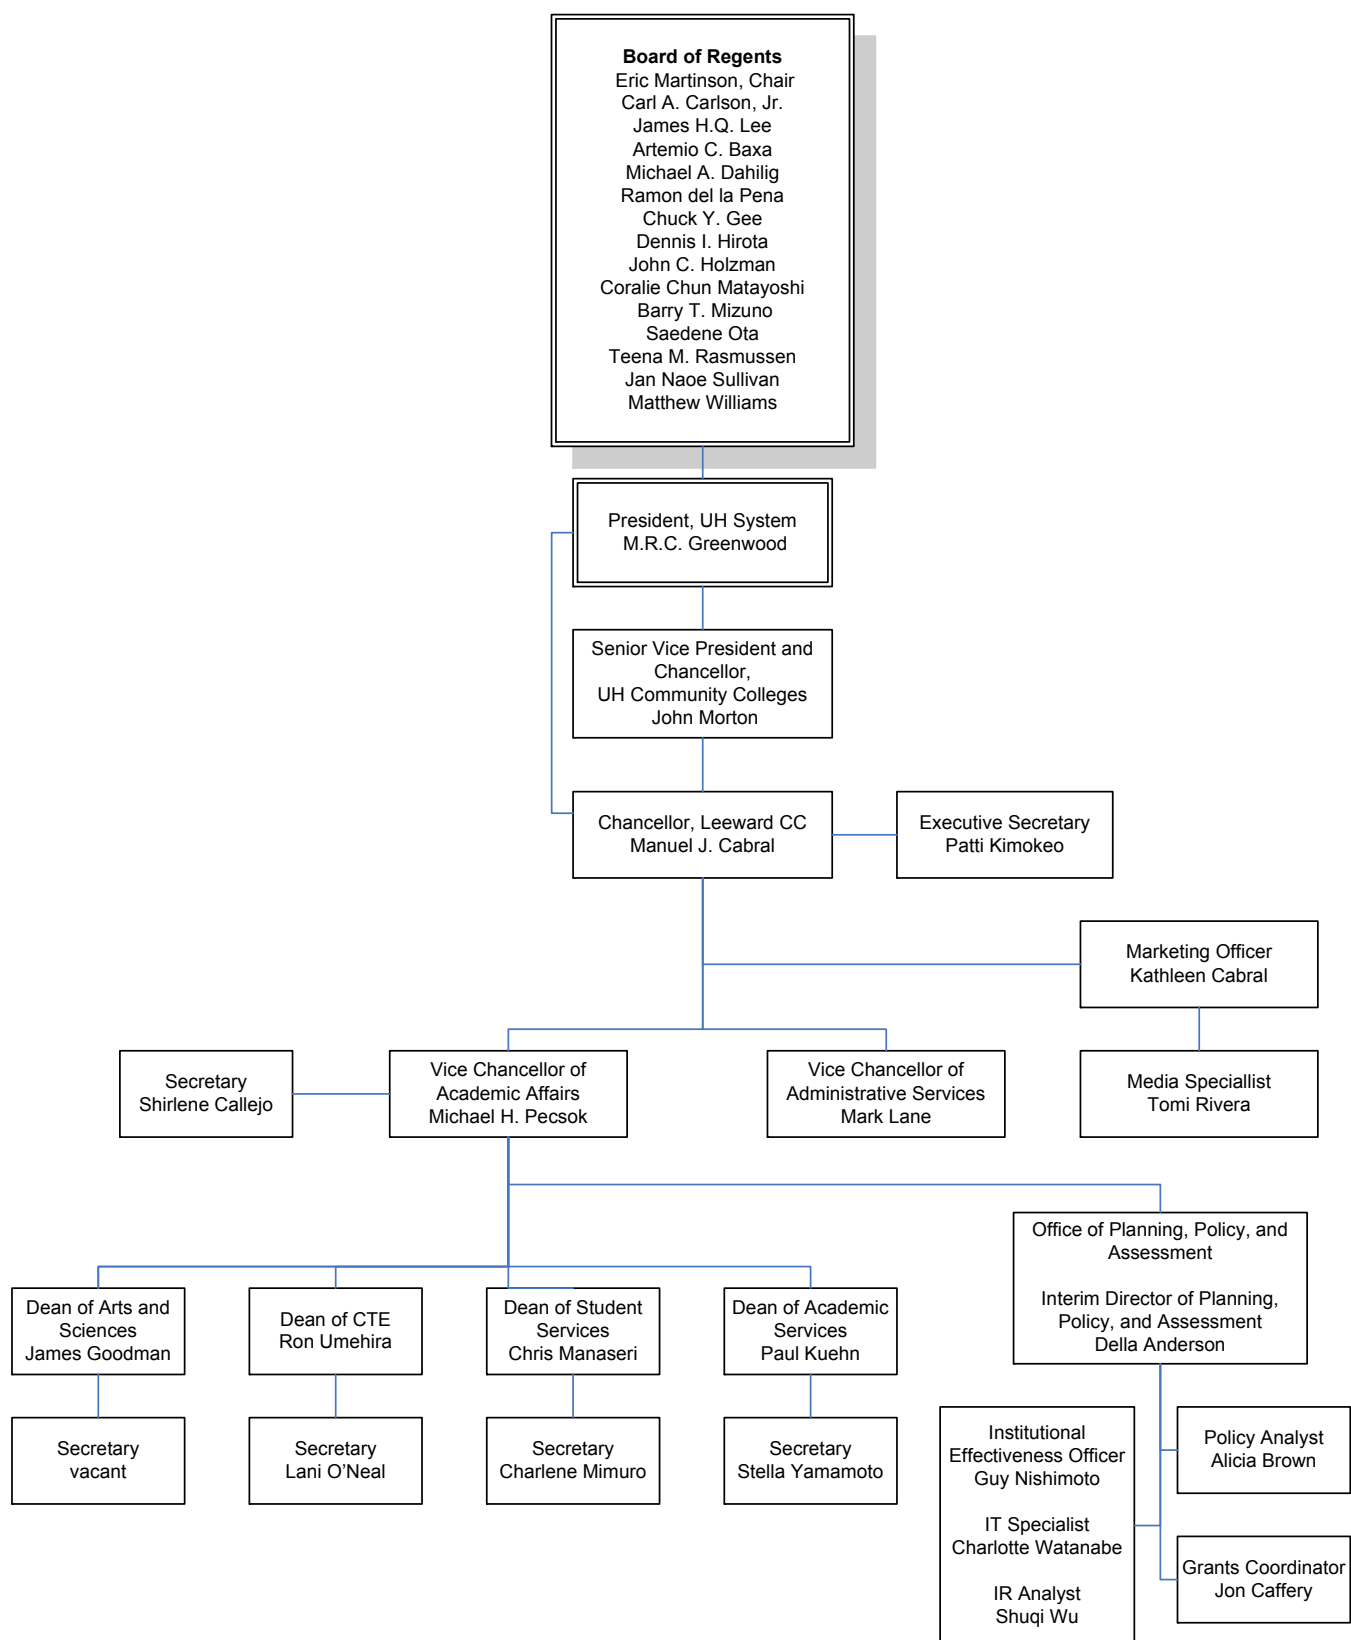 Board of Regents
Eric Martinson, Chair
Carl A. Carlson, Jr.
James H.Q. Lee
Artemio C. Baxa
Michael A. Dahilig
Ramon del la Pena
Chuck Y. Gee
Dennis I. Hirota
John C. Holzman
Coralie Chun Matayoshi
Barry T. Mizuno
Saedene Ota
Teena M. Rasmussen
Jan Naoe Sullivan
Matthew Williams
President, UH System
M.R.C. Greenwood
Senior Vice President and
Chancellor,
UH Community Colleges
John Morton
Chancellor, Leeward CC
Manuel J. Cabral
Executive Secretary
Patti Kimokeo
Marketing Officer
Kathleen Cabral
Secretary
Shirlene Callejo
Vice Chancellor of
Academic Affairs
Michael H. Pecsok
Vice Chancellor of
Administrative Services
Mark Lane
Media Speciallist
Tomi Rivera
Office of Planning, Policy, and
Assessment
Interim Director of Planning,
Policy, and Assessment
Della Anderson
Dean of Arts and
Sciences
James Goodman
Dean of CTE
Ron Umehira
Dean of Student
Services
Chris Manaseri
Dean of Academic
Services
Paul Kuehn
Secretary
vacant
Secretary
Lani O’Neal
Secretary
Charlene Mimuro
Secretary
Stella Yamamoto
Institutional
Effectiveness Officer
Guy Nishimoto
IT Specialist
Charlotte Watanabe
IR Analyst
Shuqi Wu
Policy Analyst
Alicia Brown
Grants Coordinator
Jon Caffery